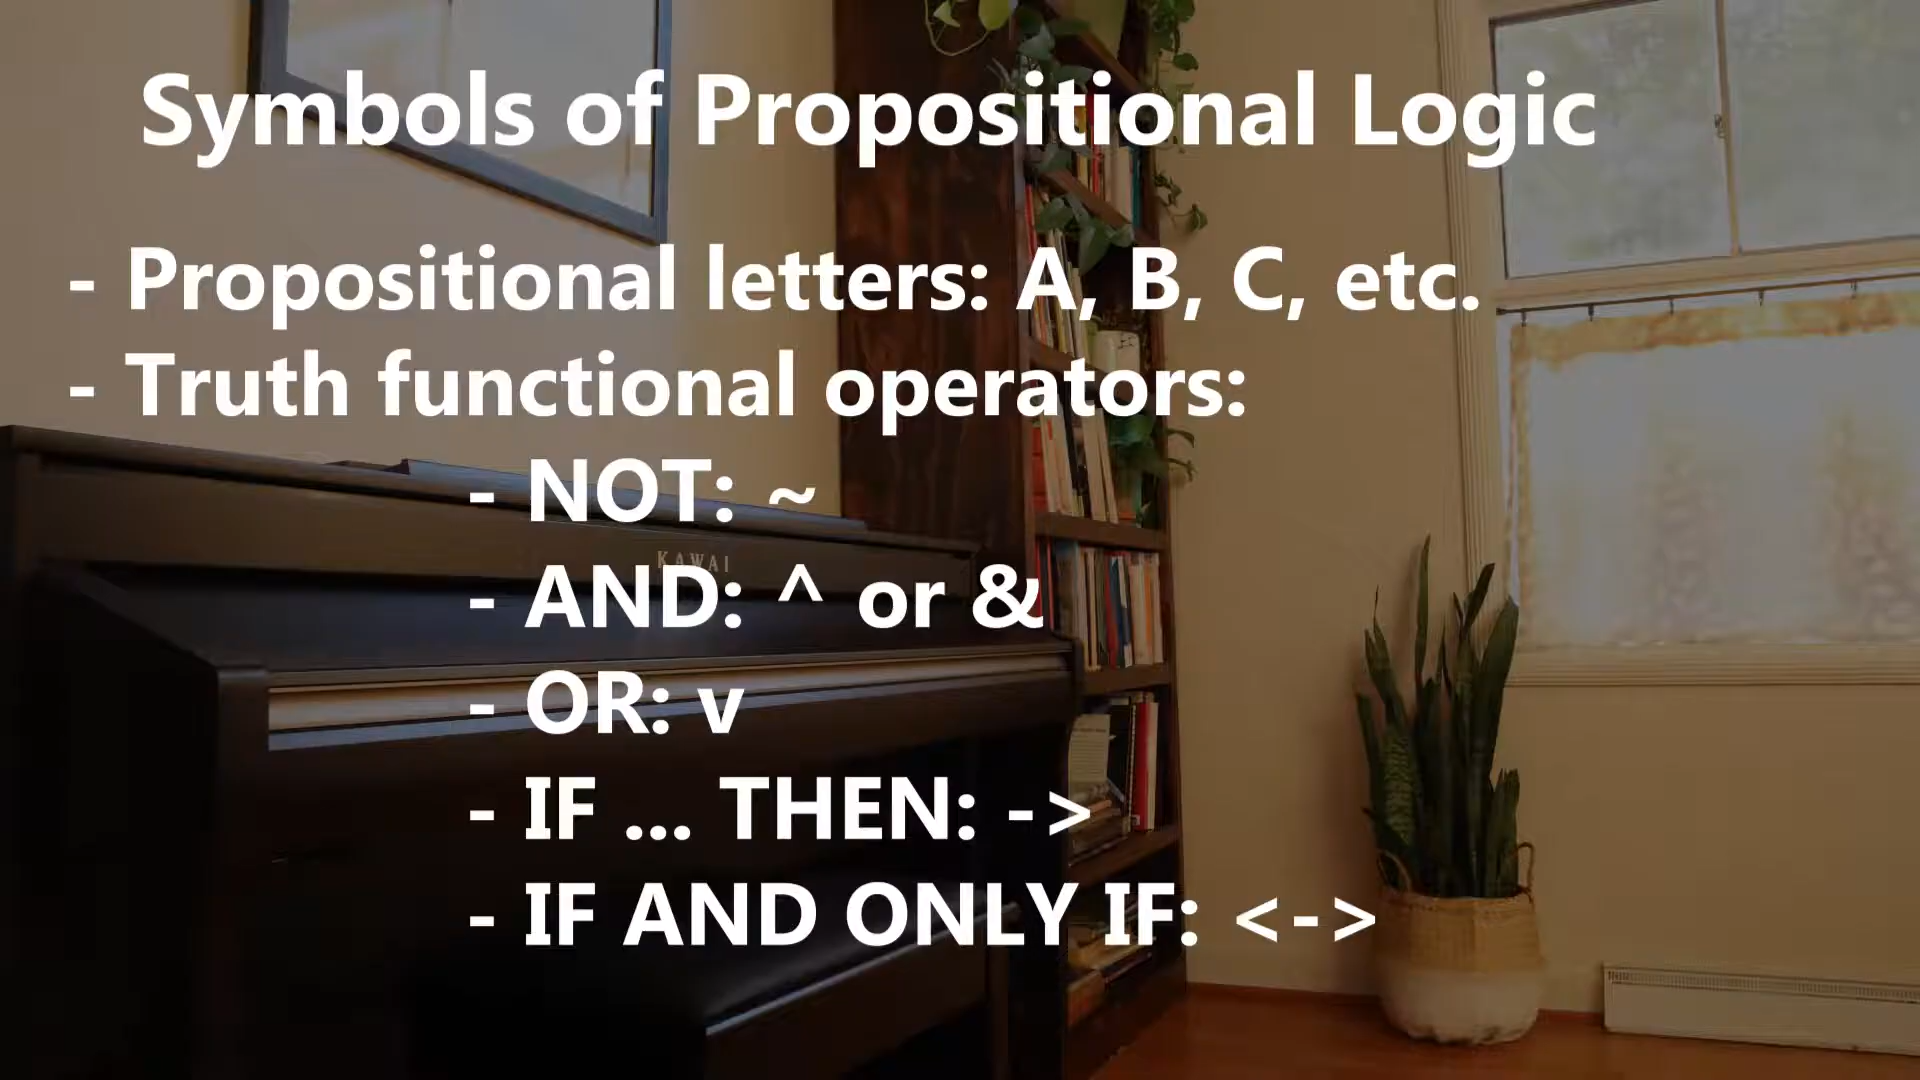 Symbols of Propositional Logic
- Propositional letters: A, B, C, etc.
- Truth functional operators:
- NOT: ~
KAWAI
- AND: ^ or &
- OR: v
- IF ... THEN: ->
- IF AND ONLY IF: <->